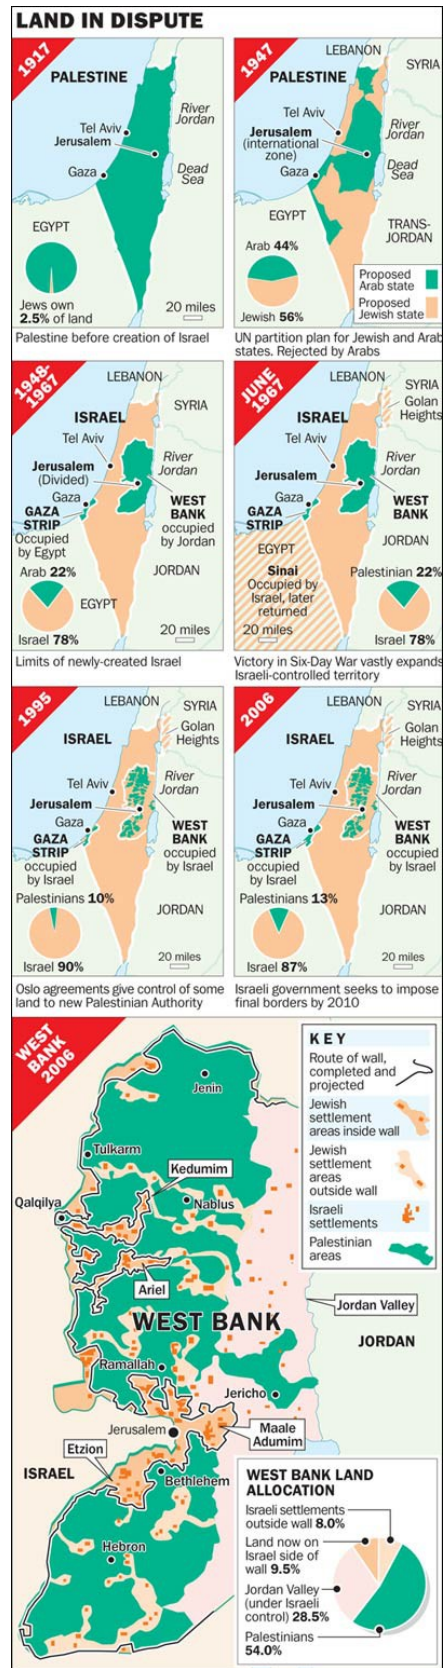 LAND IN DISPUTE
1917
PALESTINE
Tel Aviv
Jerusalem
Gaza
River
Jordan
Dead
Sea
EGYPT
Jews own
2.5% of land
20 miles
Palestine before creation of Israel
1947
LEBANON
SYRIA
PALESTINE
Tel Aviv
Jerusalem
(international
zone)
Gaza
River
Jordan
Dead
Sea
EGYPT
TRANS-
JORDAN
Arab 44%
Jewish 56%
Proposed
Arab state
Proposed
Jewish state
20 miles
UN partition plan for Jewish and Arab
states. Rejected by Arabs
1948-
1967
LEBANON
SYRIA
ISRAEL
Tel Aviv
Jerusalem
(Divided)
Gaza
GAZA
STRIP
Occupied
by Egypt
River
Jordan
WEST
BANK
occupied
by Jordan
Arab 22%
JORDAN
EGYPT
Israel 78%
20 miles
Limits of newly-created Israel
JUNE
1967
LEBANON
SYRIA
Golan
Heights
ISRAEL
Tel Aviv
Jerusalem
Gaza
GAZA
STRIP
River
Jordan
WEST
BANK
EGYPT
Sinai
Occupied by
Israel, later
returned
JORDAN
Palestinian 22%
Israel 78%
20 miles
Victory in Six-Day War vastly expands
Israeli-controlled territory
1995
LEBANON
SYRIA
Golan
Heights
ISRAEL
Tel Aviv
Jerusalem
Gaza
GAZA
STRIP
occupied
by Israel
River
Jordan
WEST
BANK
occupied
by Israel
Palestinians 10%
JORDAN
Israel 90%
20 miles
Oslo agreements give control of some
land to new Palestinian Authority
2006
LEBANON
SYRIA
Golan
Heights
ISRAEL
Tel Aviv
Jerusalem
Gaza
GAZA
STRIP
occupied
by Israel
River
Jordan
WEST
BANK
occupied
by Israel
Palestinians 13%
JORDAN
Israel 87%
20 miles
Israeli government seeks to impose
final borders by 2010
WEST
BANK
2006
KEY
Route of wall,
completed and
projected
Jewish
settlement
areas inside wall
Jewish
settlement
areas
outside wall
Israeli
settlements
Palestinian
areas
Jenin
Tulkarm
Kedumim
Qalqilya
Nablus
Ariel
WEST BANK
Jordan Valley
JORDAN
Ramallah
Jericho
Jerusalem
Maale
Adumim
Etzion
ISRAEL
Bethlehem
Hebron
WEST BANK LAND
ALLOCATION
Israeli settlements
outside wall 8.0%
Land now on
Israel side of
wall 9.5%
Jordan Valley
(under Israeli
control) 28.5%
Palestinians
54.0%